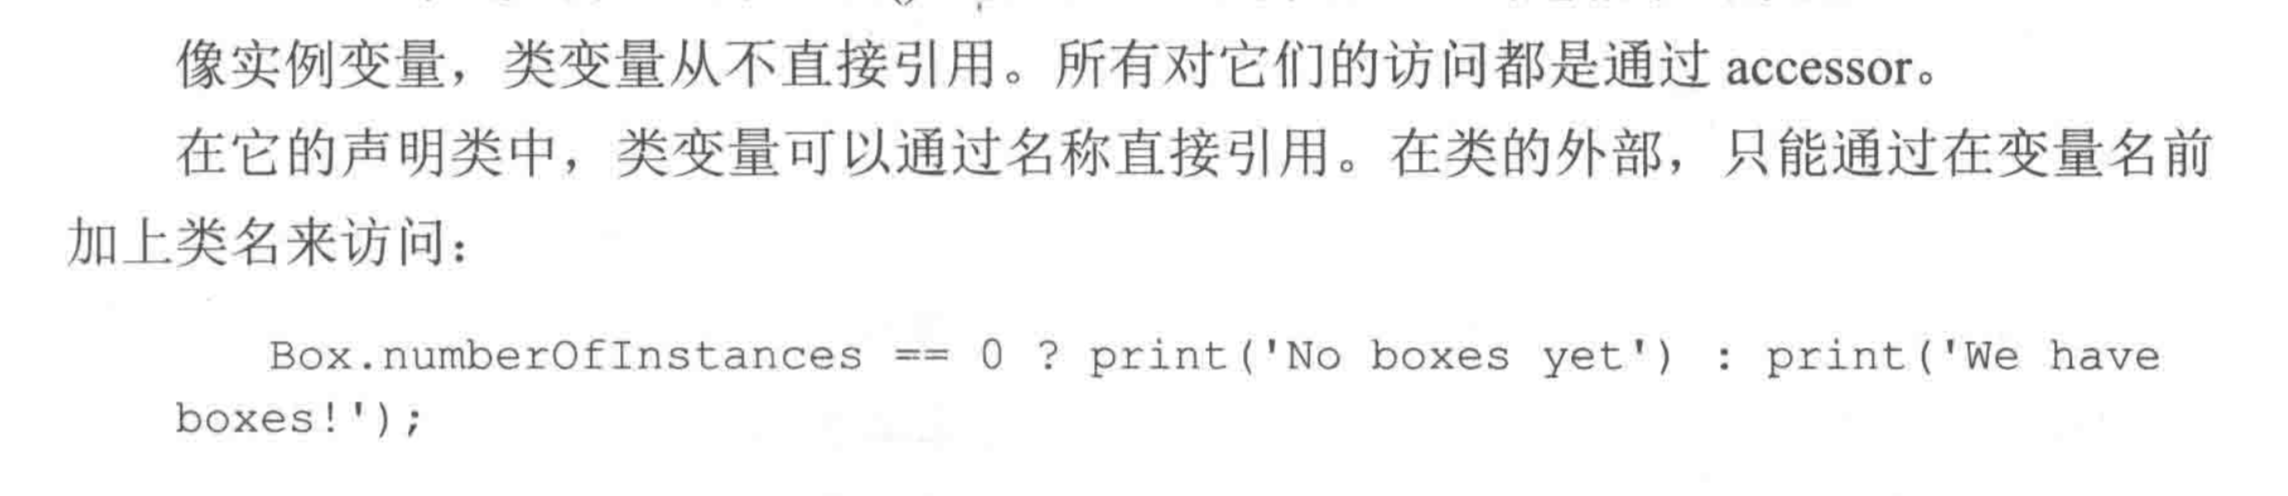 像实例变量，类变量从不直接引用。所有对它们的访问都是通过 accessor。
在它的声明类中，类变量可以通过名称直接引用。在类的外部，只能通过在变量名前
加上类名来访问：
Box.numberOfInstances == 0 ? print('No boxes yet') : print('We have
boxes!');